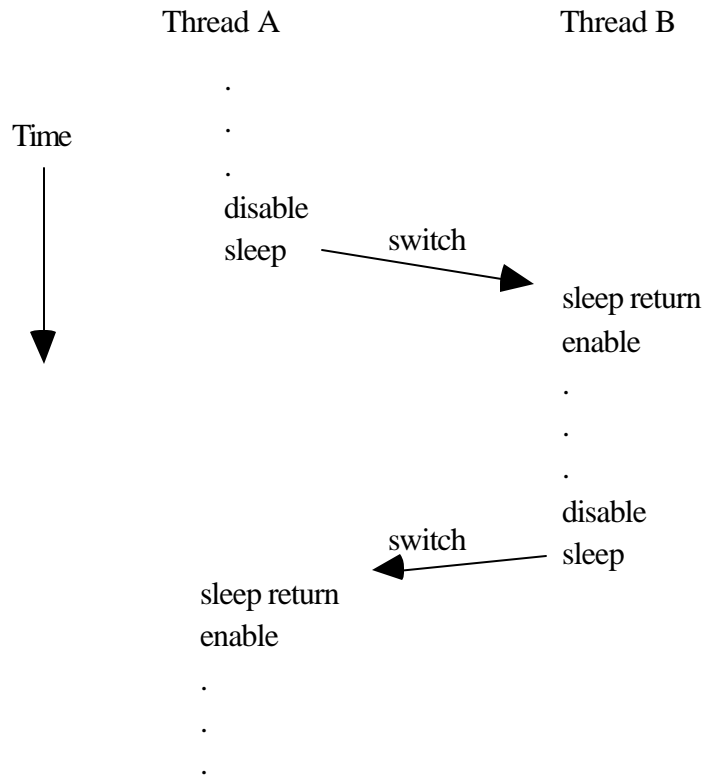 Thread A
Thread B
.
.
Time
.
disable
sleep
switch
sleep return
enable
.
.
.
disable
switch
sleep
sleep return
enable
.
.
.